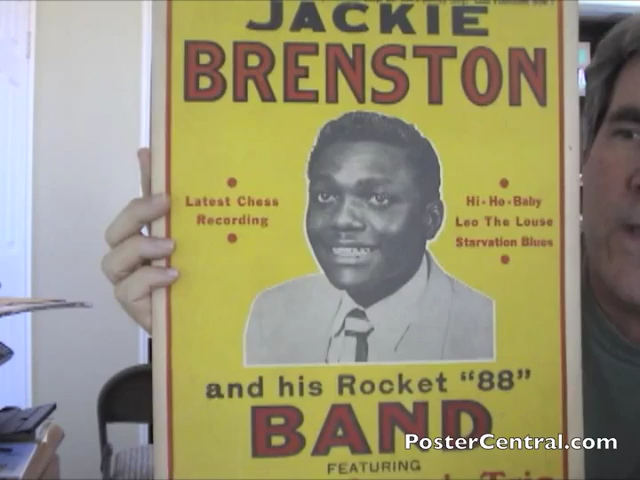 JACKIE
BRENSTON
Latest Chess
Recording
Hi-Ho-Baby
Leo The Louse
Starvation Blues
and his Rocket "88"
BAND
PosterCentral.com
FEATURING
Trio